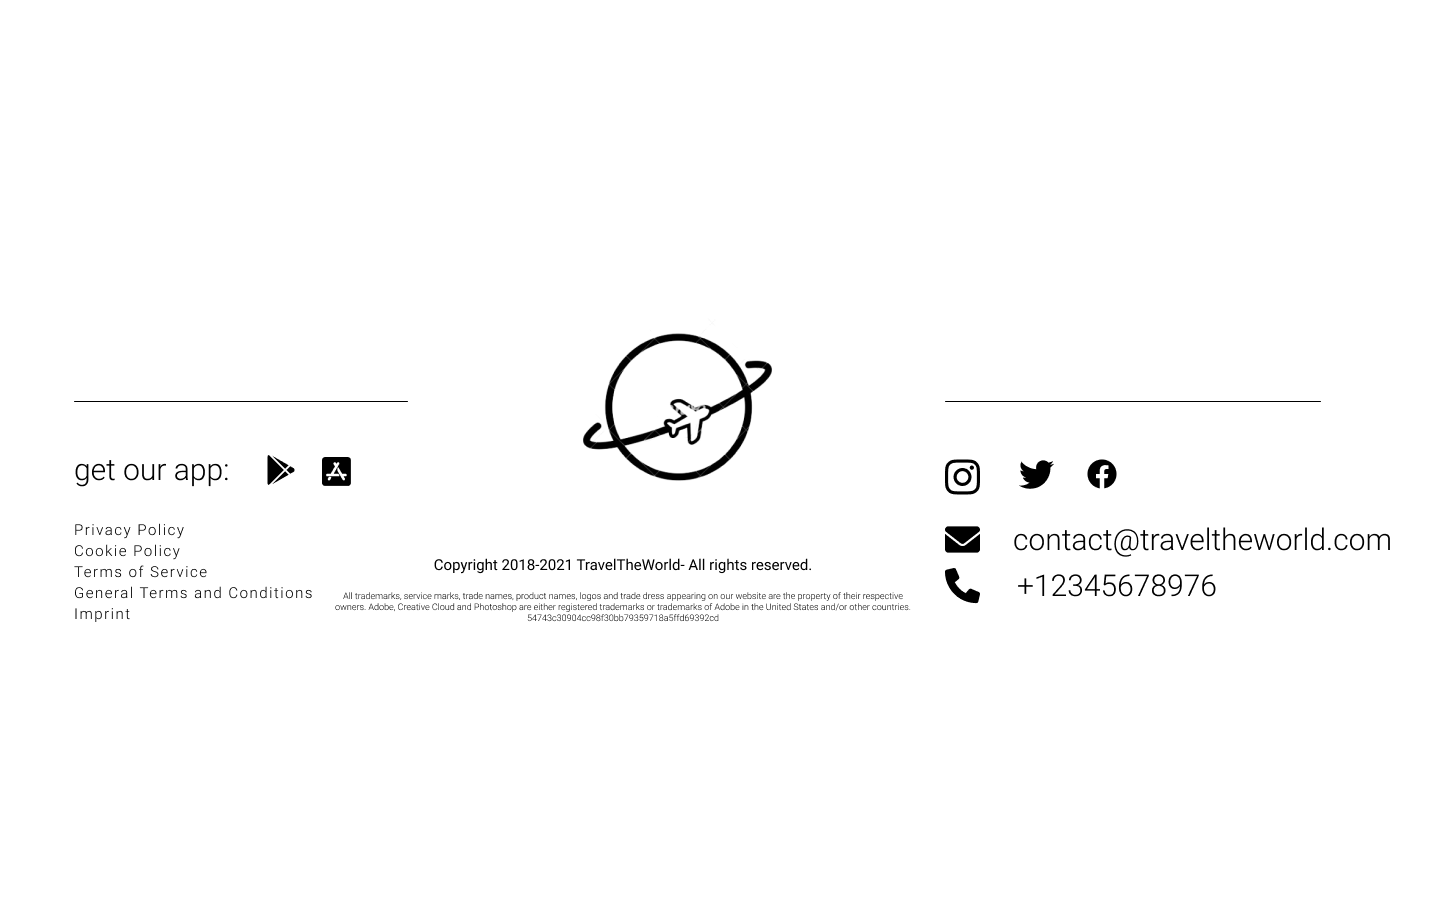 get our app:
Privacy Policy
Cookie Policy
Terms of Service
General Terms and Conditions
Imprint
Copyright 2018-2021 TravelTheWorld- All rights reserved.
All trademarks, service marks, trade names, product names, logos and trade dress appearing on our website are the property of their respective
owners. Adobe, Creative Cloud and Photoshop are either registered trademarks or trademarks of Adobe in the United States and/or other countries.
54743c30904cc98f30bb79359718a5ffd69392cd
contact@traveltheworld.com
+12345678976